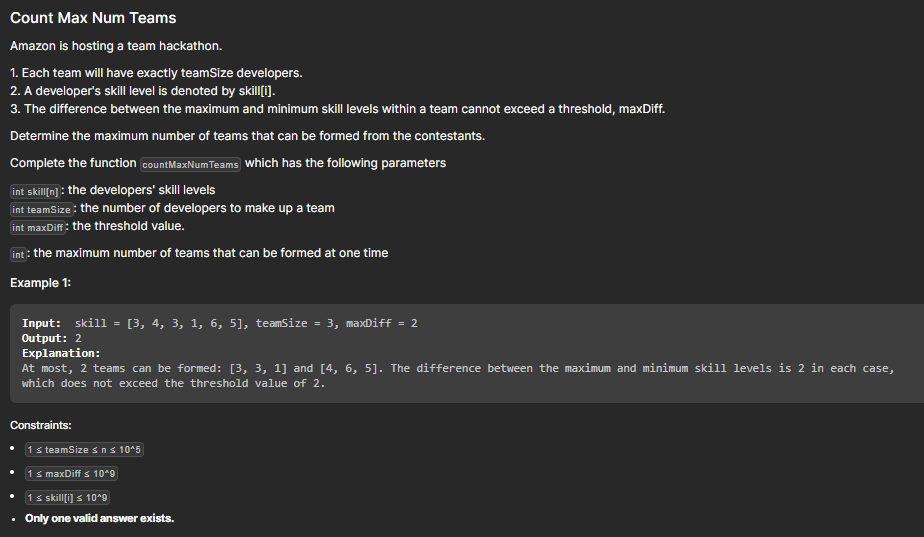 Count Max Num Teams
Amazon is hosting a team hackathon.
1. Each team will have exactly teamSize developers.
2. A developer's skill level is denoted by skill[i].
3. The difference between the maximum and minimum skill levels within a team cannot exceed a threshold, maxDiff.
Determine the maximum number of teams that can be formed from the contestants.
Complete the function countMaxNumTeams which has the following parameters
int skill[n]: the developers' skill levels
int teamSize: the number of developers to make up a team
int maxDiff: the threshold value.
int: the maximum number of teams that can be formed at one time
Example 1:
Input: skill = [3, 4, 3, 1, 6, 5], teamSize = 3, maxDiff = 2
Output: 2
Explanation:
At most, 2 teams can be formed: [3, 3, 1] and [4, 6, 5]. The difference between the maximum and minimum skill levels is 2 in each case,
which does not exceed the threshold value of 2.
Constraints:
• 1 ≤ teamSize ≤ n ≤ 10^5
• 1 ≤ maxDiff ≤ 10^9
• 1 ≤ skill[i] ≤ 10^9
• Only one valid answer exists.